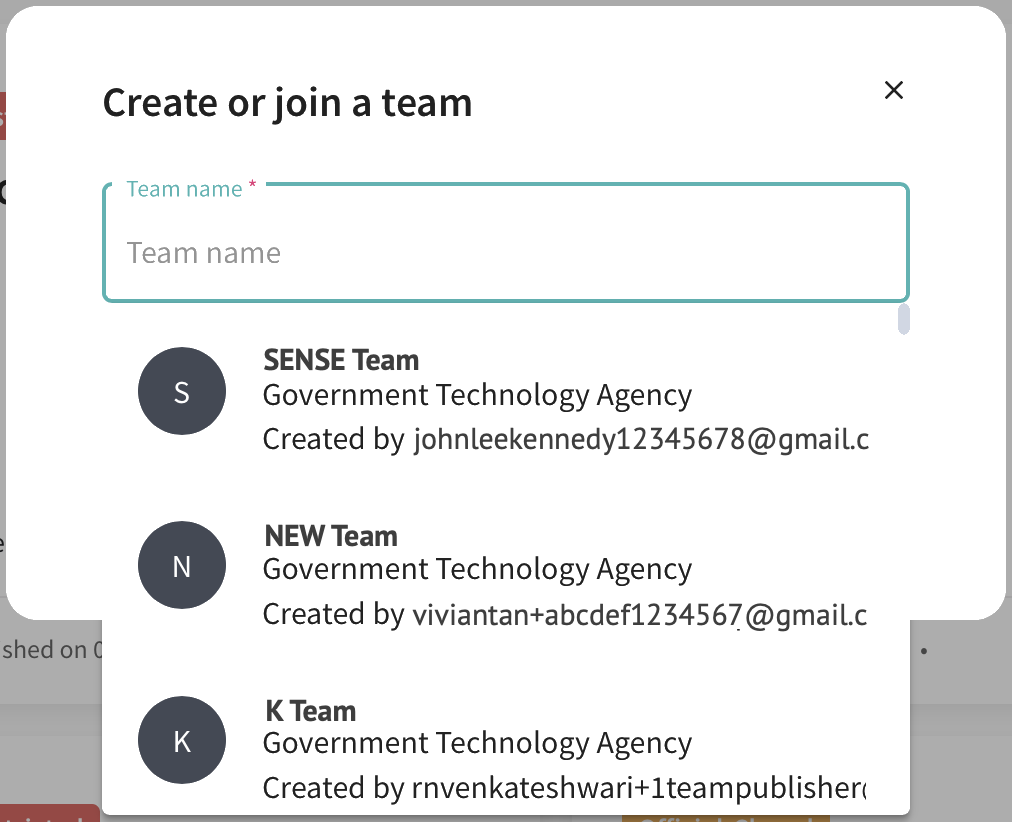 Create or join a team
Team name *
Team name
S
SENSE Team
Government Technology Agency
Created by johnleekennedy12345678@gmail.c
N
NEW Team
Government Technology Agency
Created by viviantan+abcdef1234567@gmail.c
shed on
K
K Team
Government Technology Agency
Created by rnvenkateshwari+1teampublisher